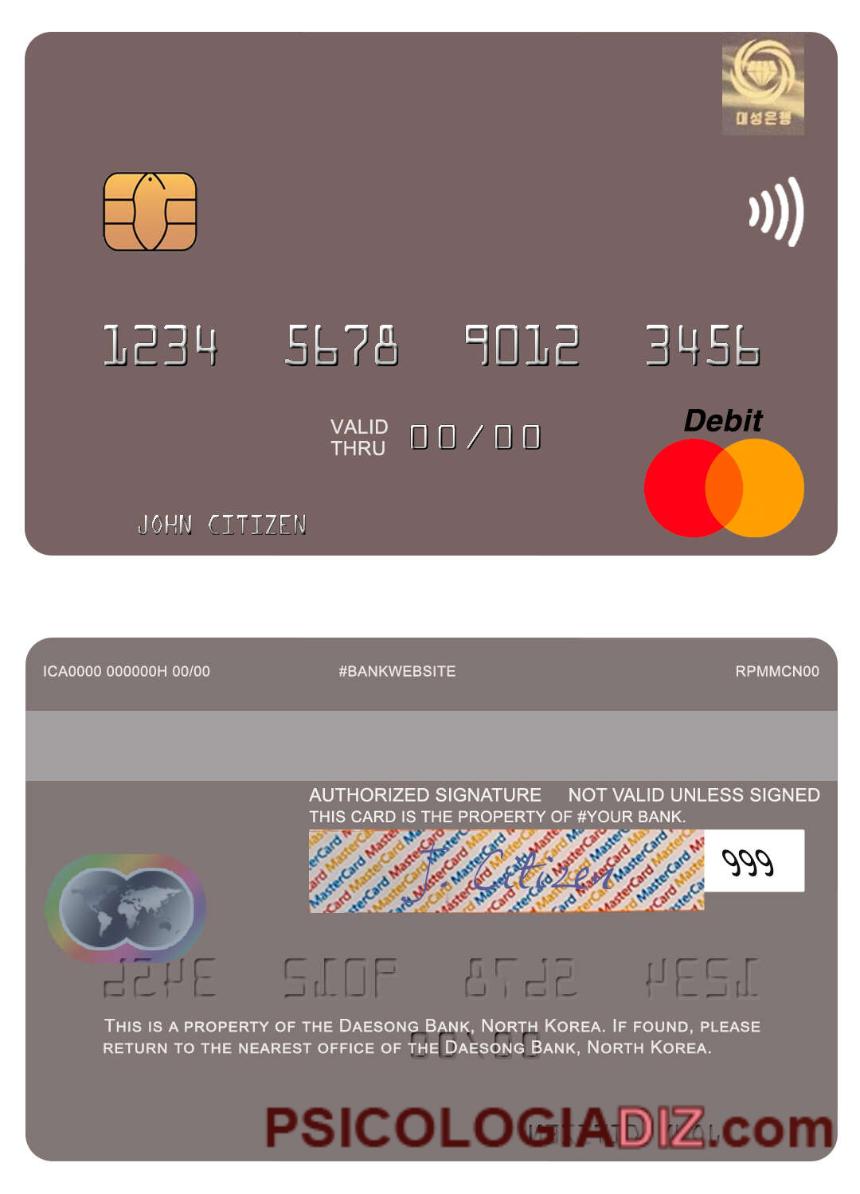 대성은행
1234 5678 9012 3456
Debit
VALID
THRU 00/00
JOHN CITIZEN
ICA0000 000000H 00/00 #BANKWEBSITE RPMMCN00
AUTHORIZED SIGNATURE NOT VALID UNLESS SIGNED
THIS CARD IS THE PROPERTY OF #YOUR BANK.
MasterCard MasterCard MasterCard
J. Citizen
999
THIS IS A PROPERTY OF THE DAESONG BANK, NORTH KOREA. IF FOUND, PLEASE
RETURN TO THE NEAREST OFFICE OF THE DAESONG BANK, NORTH KOREA.
PSICOLOGIADIZ.com